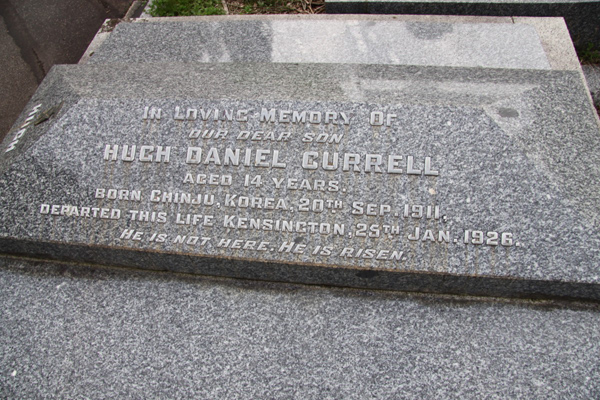 In Loving Memory Of
OUR DEAR SON
HUGH DANIEL CURRELL
AGED 14 YEARS.
BORN CHINJU, KOREA, 20TH SEP. 1911,
DEPARTED THIS LIFE KENSINGTON, 25TH JAN. 1926.
HE IS NOT HERE, HE IS RISEN.